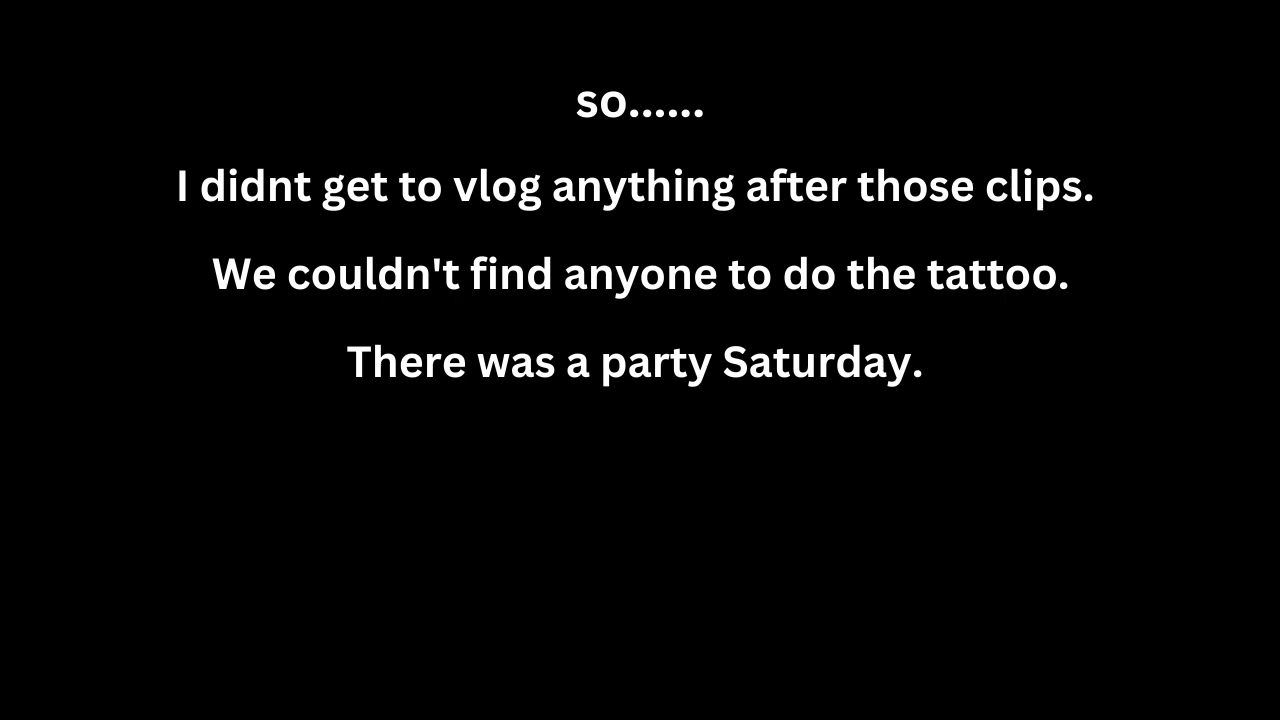 so......
I didnt get to vlog anything after those clips.
We couldn't find anyone to do the tattoo.
There was a party Saturday.